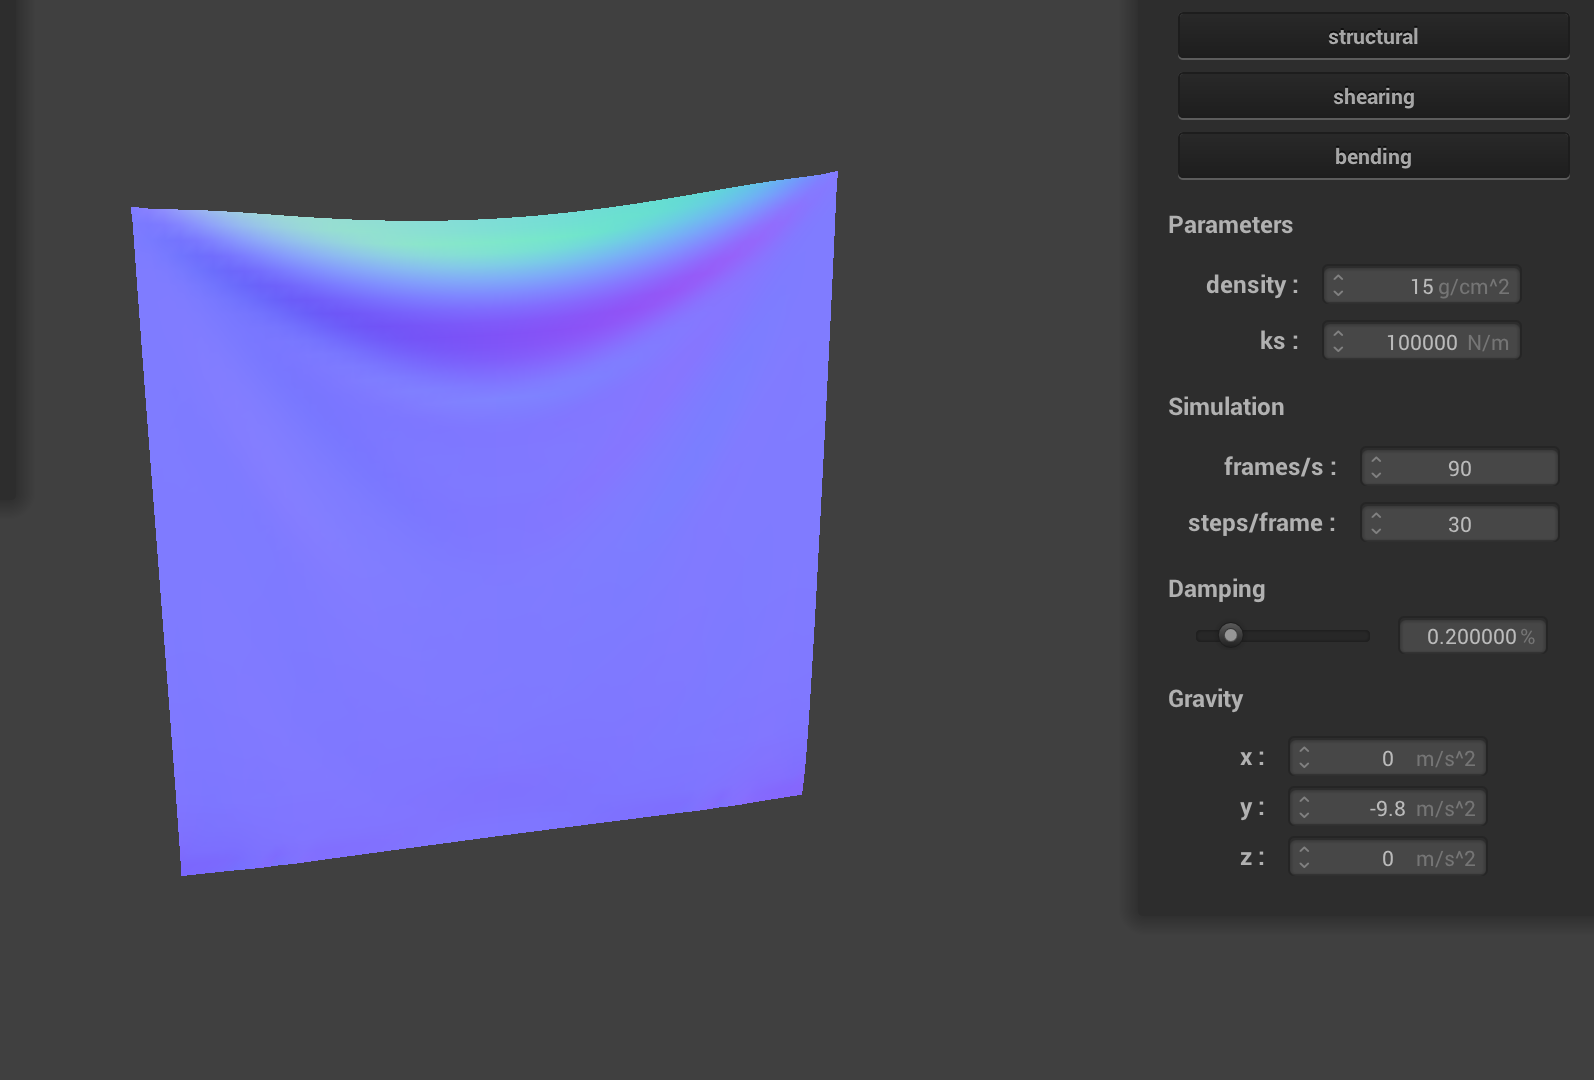 structural
shearing
bending
Parameters
density : 15 g/cm^2
ks : 100000 N/m
Simulation
frames/s : 90
steps/frame : 30
Damping
0.200000 %
Gravity
x : 0 m/s^2
y : -9.8 m/s^2
z : 0 m/s^2